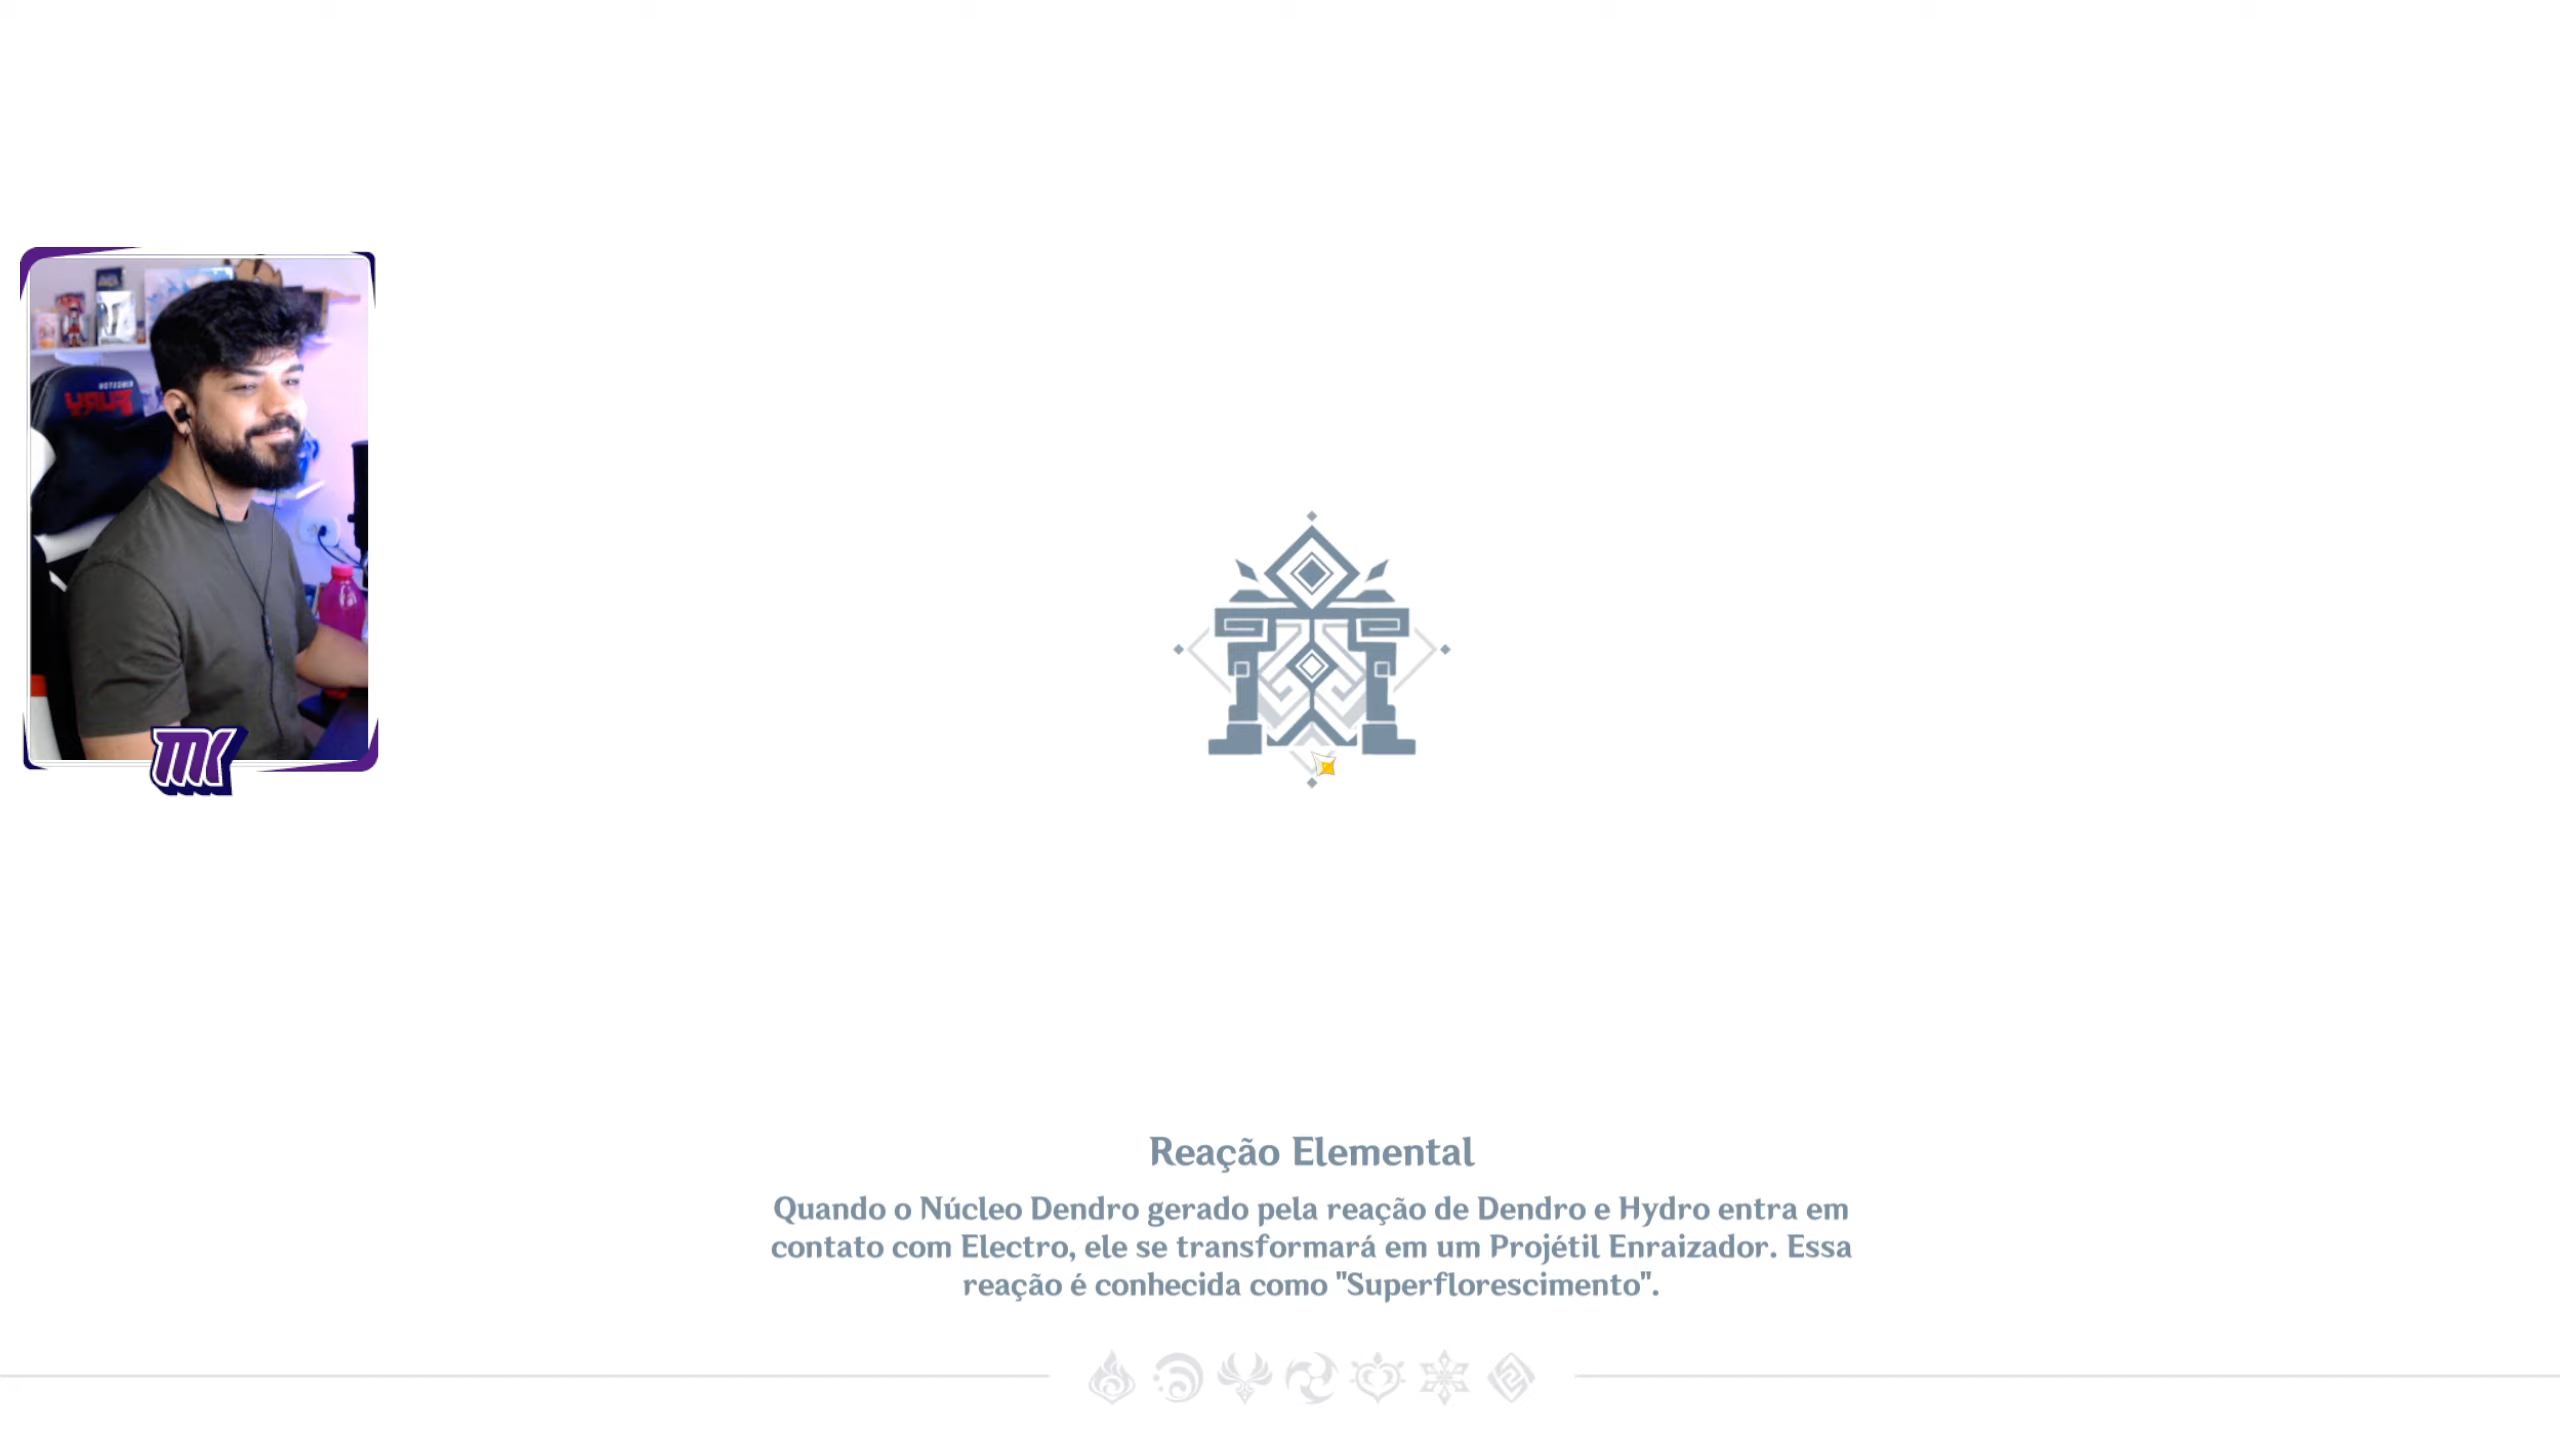 MK
Reação Elemental
Quando o Núcleo Dendro gerado pela reação de Dendro e Hydro entra em
contato com Electro, ele se transformará em um Projétil Enraizador. Essa
reação é conhecida como "Superflorescimento".